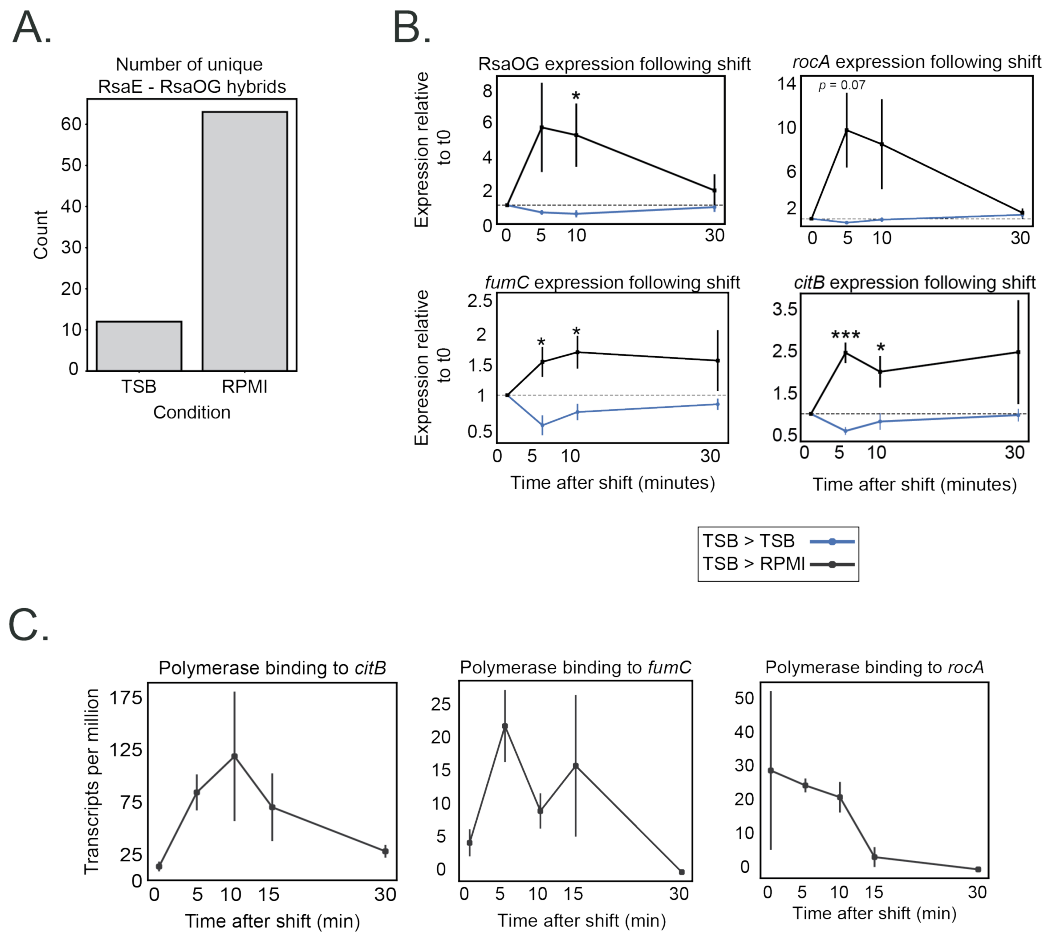 A.
Number of unique
RsaE - RsaOG hybrids
60
50
40
30
20
10
0
Count
TSB RPMI
Condition
B.
RsaOG expression following shift
Expression relative
to t0
8
6
4
2
0
*
0 5 10 30
rocA expression following shift
14
10
6
2
p = 0.07
0 5 10 30
fumC expression following shift
Expression relative
to t0
2.5
2
1.5
1
0.5
* *
0 5 10 30
Time after shift (minutes)
citB expression following shift
3.5
2.5
1.5
0.5
*** *
0 5 10 30
Time after shift (minutes)
TSB > TSB
TSB > RPMI
C.
Polymerase binding to citB
Transcripts per million
175
125
75
25
0
0 5 10 15 30
Time after shift (min)
Polymerase binding to fumC
25
20
15
10
5
0
0 5 10 15 30
Time after shift (min)
Polymerase binding to rocA
50
40
30
20
10
0
0 5 10 15 30
Time after shift (min)